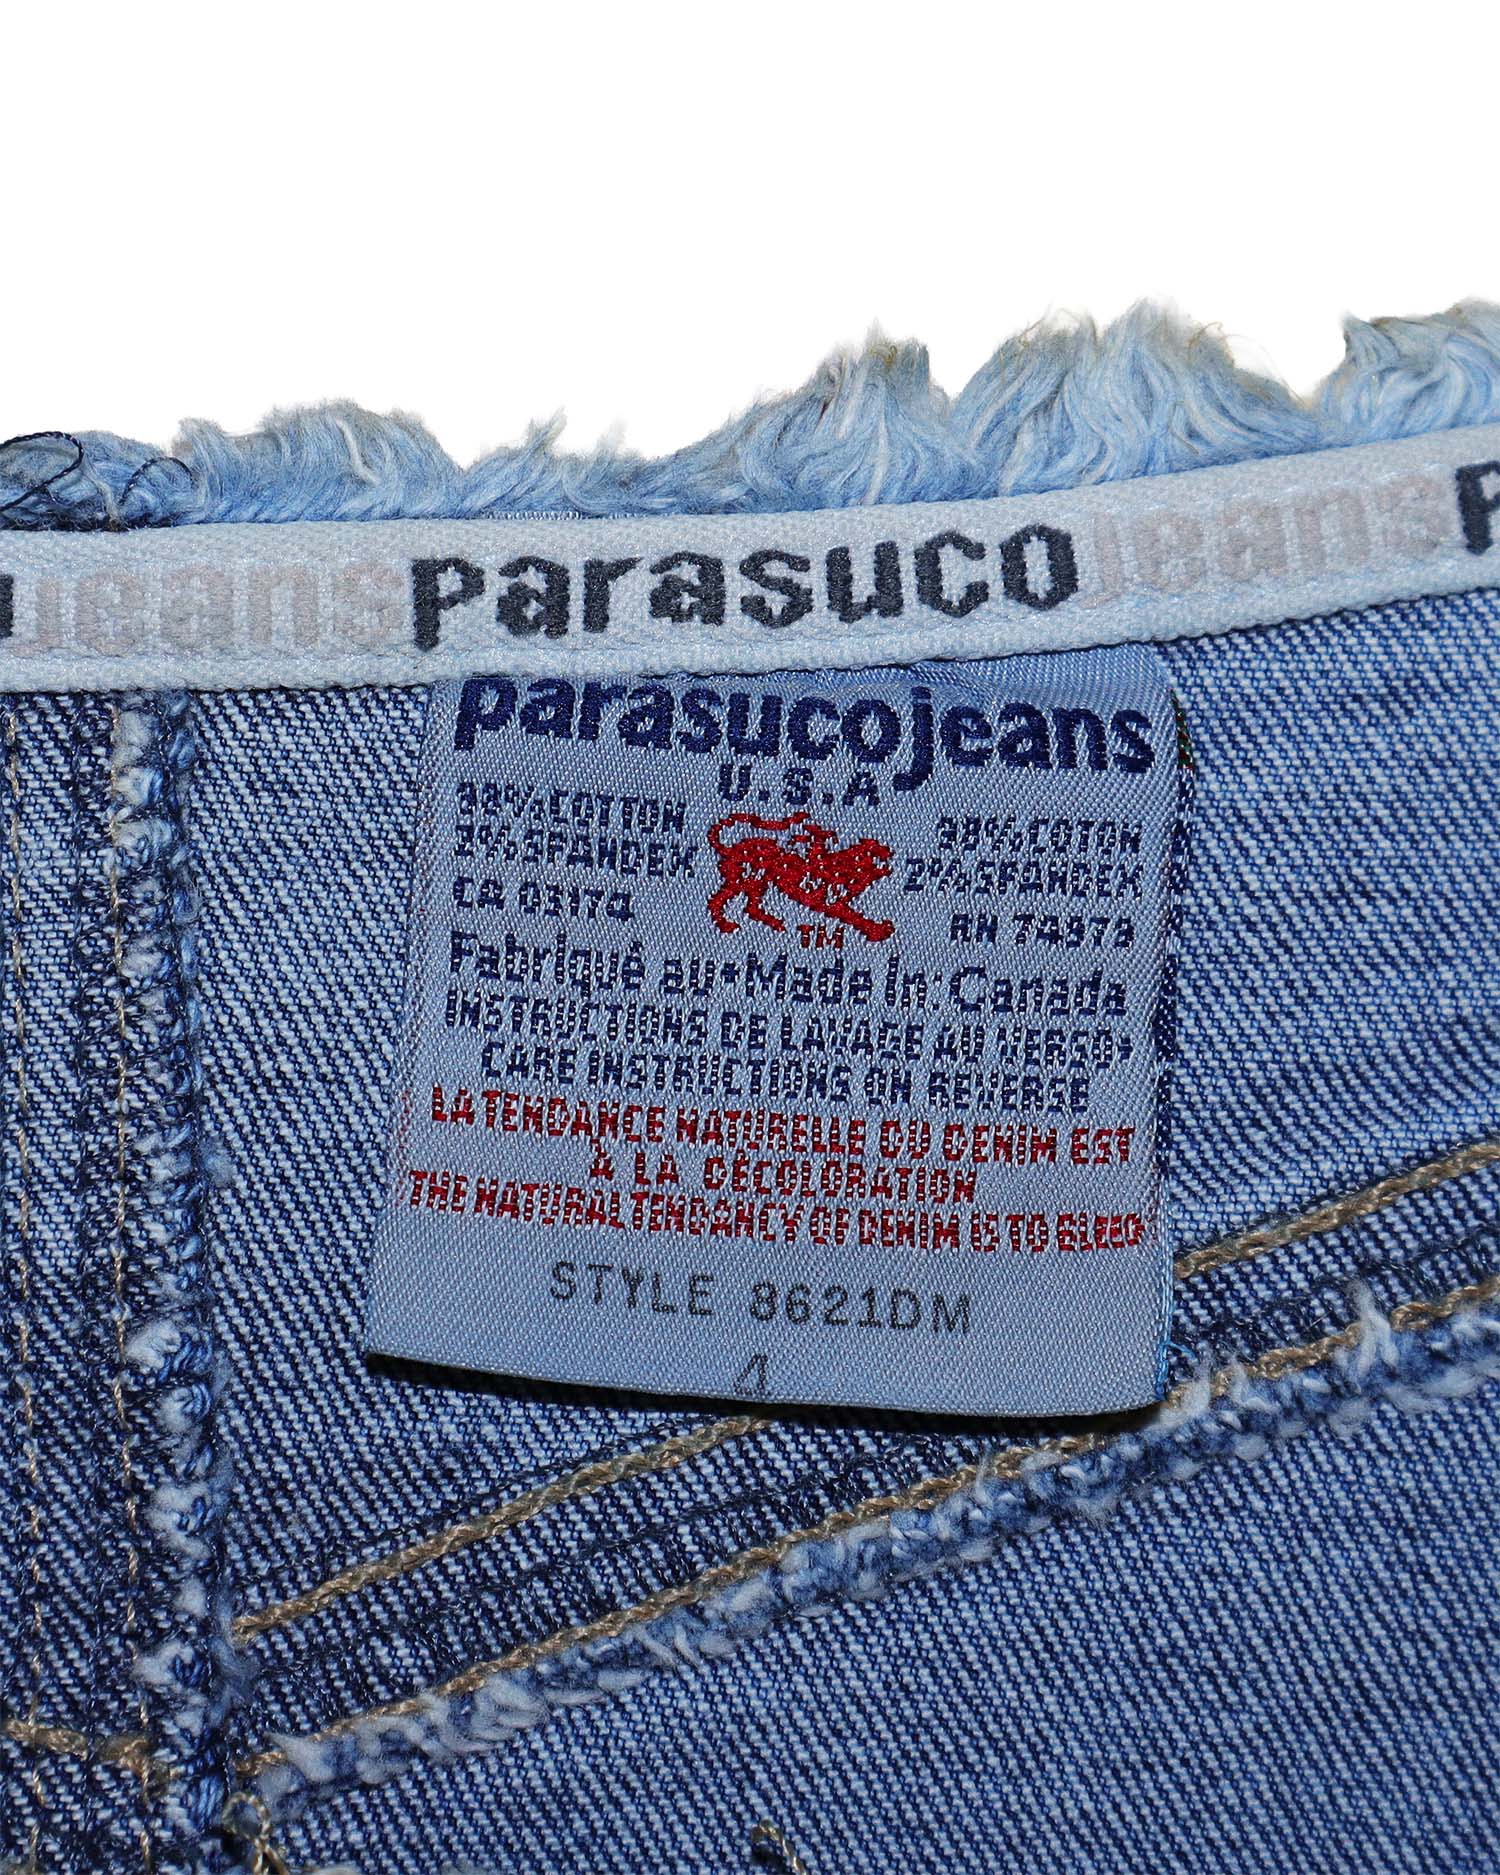 jeans parasuco jeans p
parasucojeans
U.S.A
98%COTTON
2%SPANDEX
CA 03174
98%COTON
2%SPANDEX
RN 74973
TM
Fabriqué au•Made In:Canada
INSTRUCTIONS DE LAVAGE AU VERSO•
CARE INSTRUCTIONS ON REVERSE
LA TENDANCE NATURELLE DU DENIM EST
À LA DÉCOLORATION
THE NATURAL TENDANCY OF DENIM IS TO BLEED
STYLE 8621DM
4